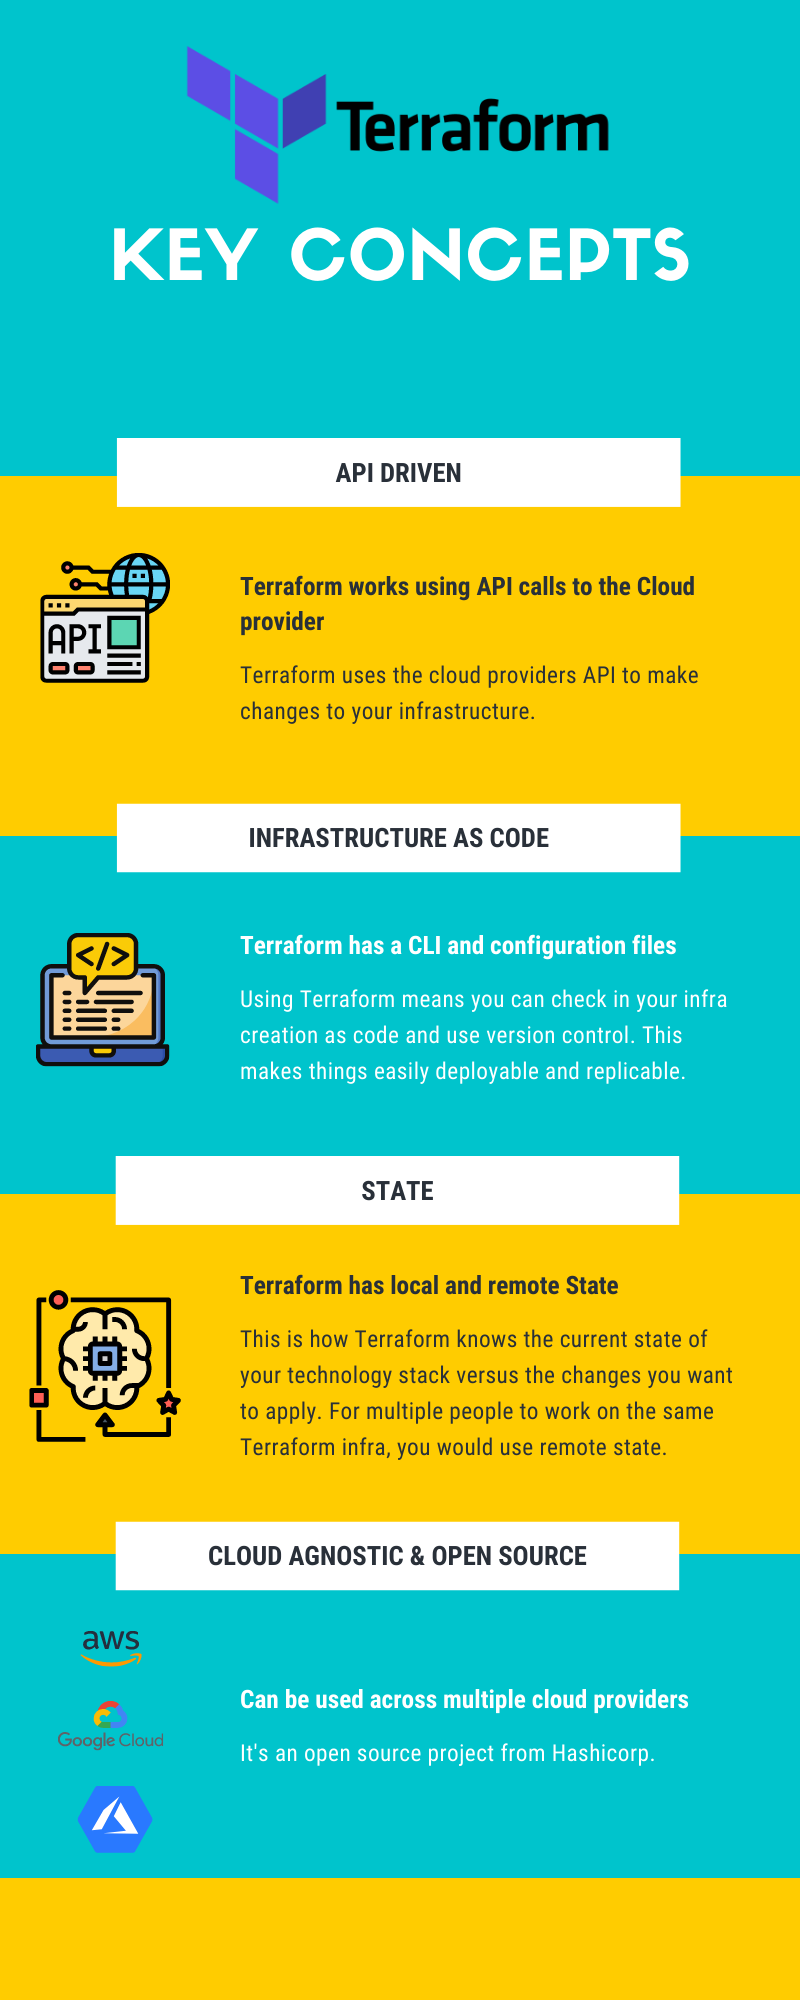 Terraform
KEY CONCEPTS
API DRIVEN
API
Terraform works using API calls to the Cloud
provider
Terraform uses the cloud providers API to make
changes to your infrastructure.
INFRASTRUCTURE AS CODE
</>
Terraform has a CLI and configuration files
Using Terraform means you can check in your infra
creation as code and use version control. This
makes things easily deployable and replicable.
STATE
Terraform has local and remote State
This is how Terraform knows the current state of
your technology stack versus the changes you want
to apply. For multiple people to work on the same
Terraform infra, you would use remote state.
CLOUD AGNOSTIC & OPEN SOURCE
aws
Google Cloud
Can be used across multiple cloud providers
It's an open source project from Hashicorp.